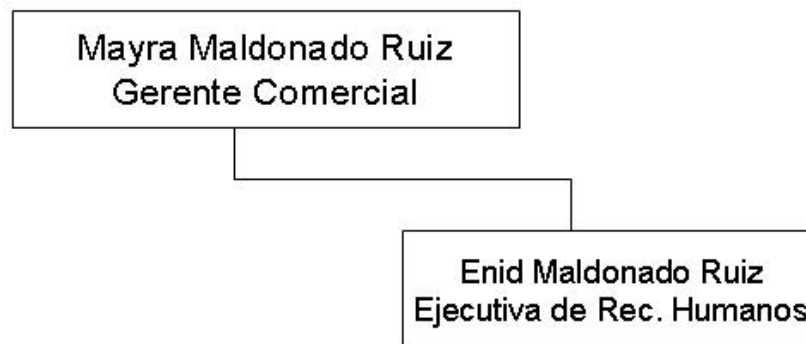 Mayra Maldonado Ruiz
Gerente Comercial
Enid Maldonado Ruiz
Ejecutiva de Rec. Humanos